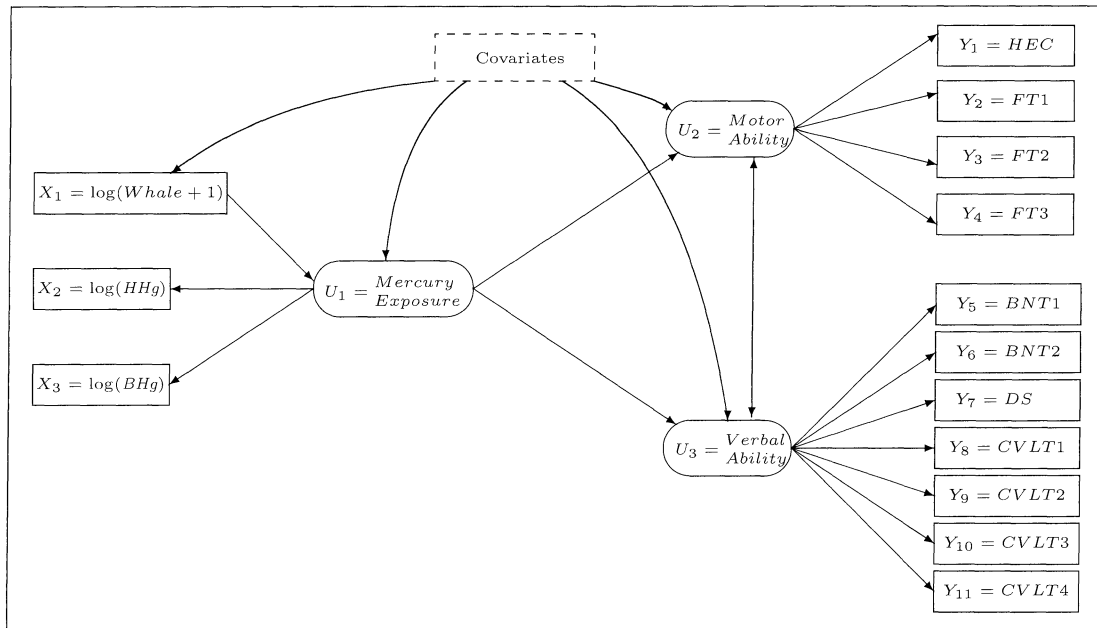 Covariates
X₁ = log(Whale + 1)
X₂ = log(HHg)
X₃ = log(BHg)
U₁ = Mercury
Exposure
U₂ = Motor
Ability
U₃ = Verbal
Ability
Y₁ = HEC
Y₂ = FT1
Y₃ = FT2
Y₄ = FT3
Y₅ = BNT1
Y₆ = BNT2
Y₇ = DS
Y₈ = CVLT1
Y₉ = CVLT2
Y₁₀ = CVLT3
Y₁₁ = CVLT4